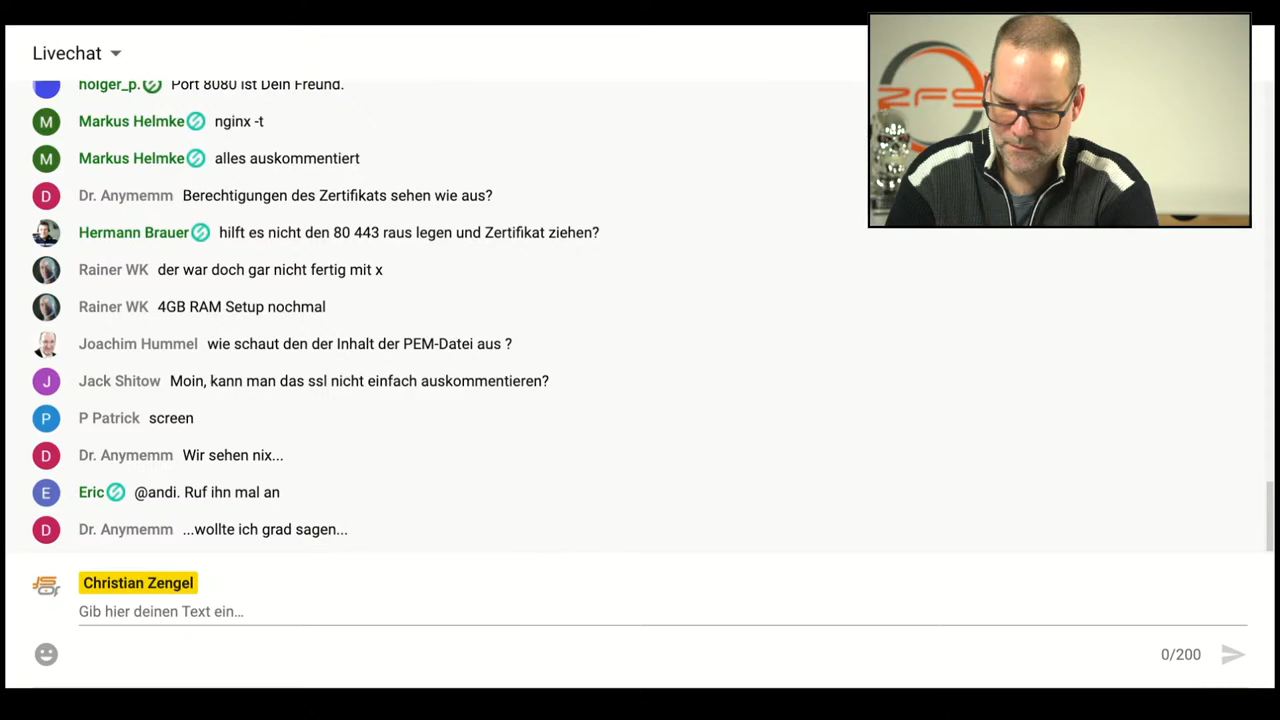 Livechat
holger_p. Port 8080 ist Dein Freund.
Markus Helmke nginx -t
Markus Helmke alles auskommentiert
Dr. Anymemm Berechtigungen des Zertifikats sehen wie aus?
Hermann Brauer hilft es nicht den 80 443 raus legen und Zertifikat ziehen?
Rainer WK der war doch gar nicht fertig mit x
Rainer WK 4GB RAM Setup nochmal
Joachim Hummel wie schaut den der Inhalt der PEM-Datei aus ?
Jack Shitow Moin, kann man das ssl nicht einfach auskommentieren?
P Patrick screen
Dr. Anymemm Wir sehen nix...
Eric @andi. Ruf ihn mal an
Dr. Anymemm ...wollte ich grad sagen...
Christian Zengel
Gib hier deinen Text ein...
0/200
ZFS
M
M
D
J
P
D
E
D